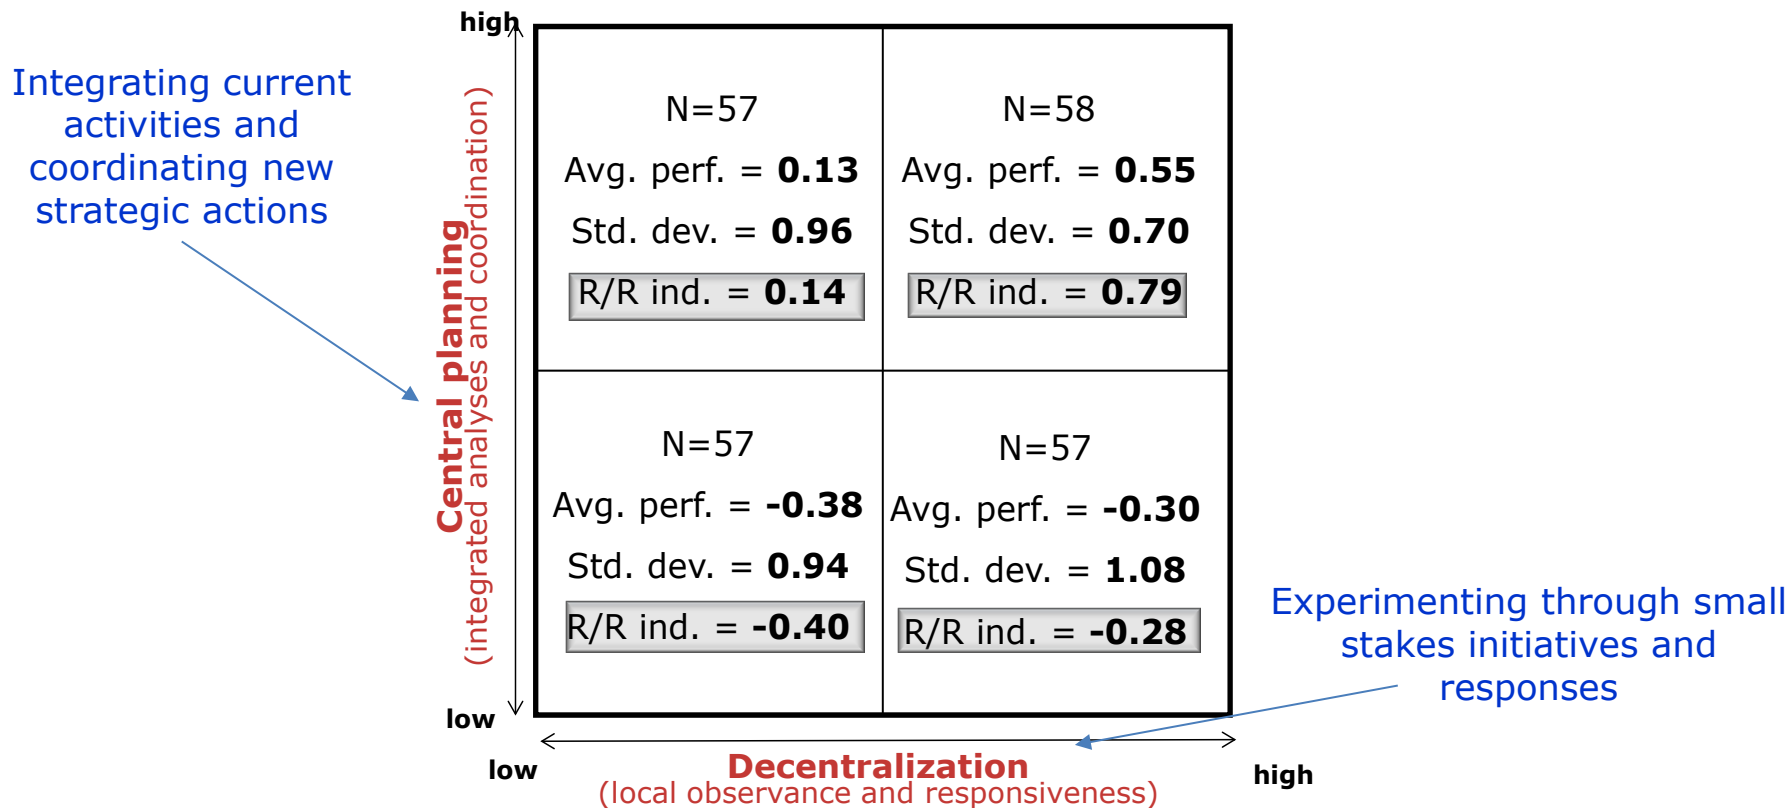 high
Integrating current
activities and
coordinating new
strategic actions
Central planning
(integrated analyses and coordination)
N=57
Avg. perf. = 0.13
Std. dev. = 0.96
R/R ind. = 0.14
N=58
Avg. perf. = 0.55
Std. dev. = 0.70
R/R ind. = 0.79
N=57
Avg. perf. = -0.38
Std. dev. = 0.94
R/R ind. = -0.40
N=57
Avg. perf. = -0.30
Std. dev. = 1.08
R/R ind. = -0.28
Experimenting through small
stakes initiatives and
responses
low
low
Decentralization
(local observance and responsiveness)
high